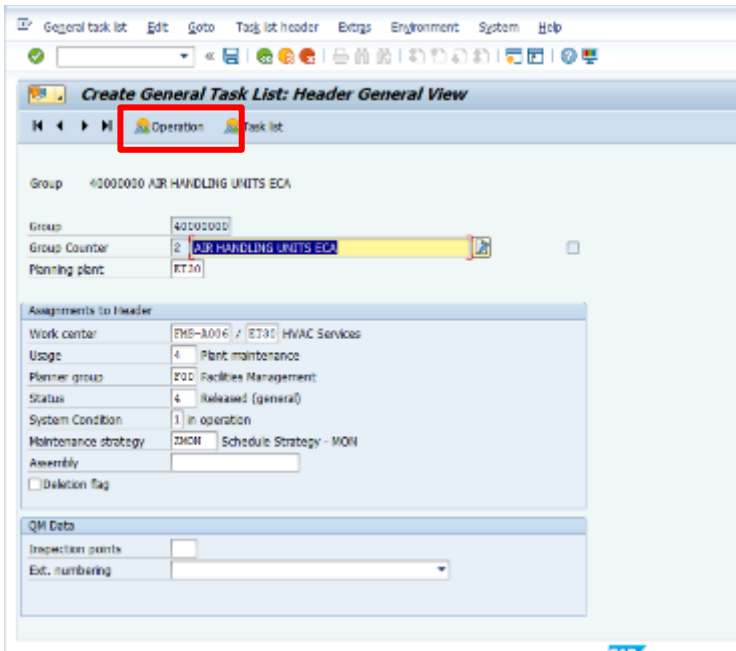 General task list Edit Goto Task list header Extras Environment System Help
Create General Task List: Header General View
Operation Task list
Group 40000000 AIR HANDLING UNITS ECA
Group 40000000
Group Counter 2 AIR HANDLING UNITS ECA
Planning plant ET30
Assignments to Header
Work center FMS-A006 / ET30 HVAC Services
Usage 4 Plant maintenance
Planner group Facilities Management
Status 4 Released (general)
System Condition 1 in operation
Maintenance strategy ZMON Schedule Strategy - MON
Assembly
Deletion flag
QM Data
Inspection points
Ext. numbering